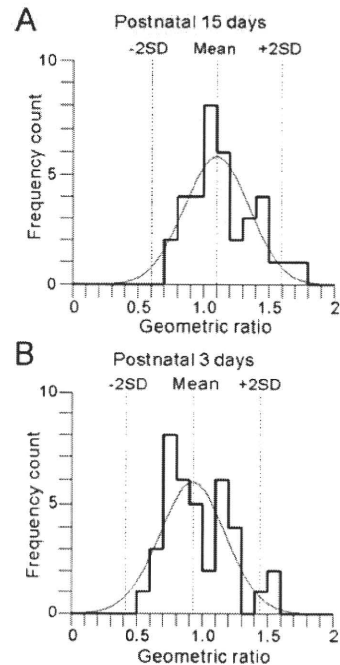 A
Postnatal 15 days
-2SD Mean +2SD
Frequency count
10
5
0
0 0.5 1.0 1.5 2
Geometric ratio
B
Postnatal 3 days
-2SD Mean +2SD
Frequency count
10
5
0
0 0.5 1.0 1.5 2
Geometric ratio